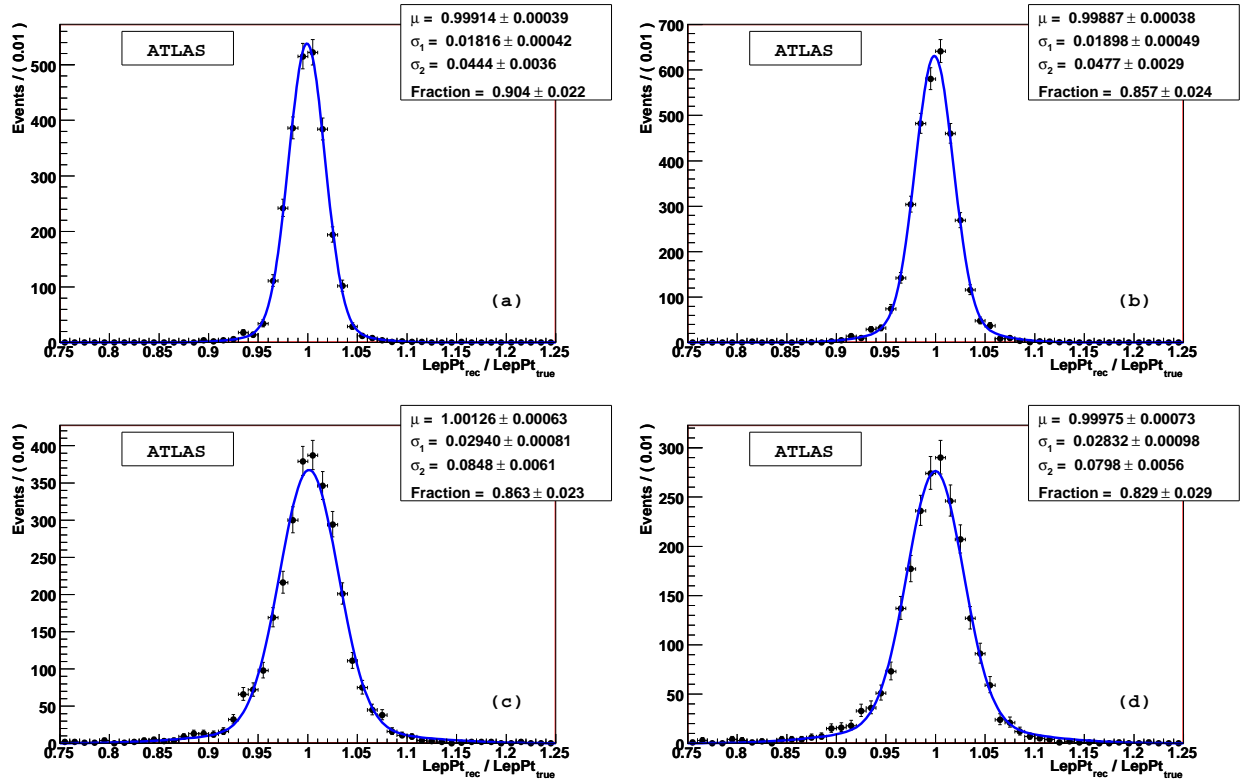 μ = 0.99914 ± 0.00039
σ1 = 0.01816 ± 0.00042
σ2 = 0.0444 ± 0.0036
Fraction = 0.904 ± 0.022
ATLAS
Events / ( 0.01 )
500
400
300
200
100
0
(a)
0.75 0.8 0.85 0.9 0.95 1 1.05 1.1 1.15 1.2 1.25
LepPt_rec / LepPt_true
μ = 0.99887 ± 0.00038
σ1 = 0.01898 ± 0.00049
σ2 = 0.0477 ± 0.0029
Fraction = 0.857 ± 0.024
ATLAS
Events / ( 0.01 )
700
600
500
400
300
200
100
0
(b)
0.75 0.8 0.85 0.9 0.95 1 1.05 1.1 1.15 1.2 1.25
LepPt_rec / LepPt_true
μ = 1.00126 ± 0.00063
σ1 = 0.02940 ± 0.00081
σ2 = 0.0848 ± 0.0061
Fraction = 0.863 ± 0.023
ATLAS
Events / ( 0.01 )
400
350
300
250
200
150
100
50
0
(c)
0.75 0.8 0.85 0.9 0.95 1 1.05 1.1 1.15 1.2 1.25
LepPt_rec / LepPt_true
μ = 0.99975 ± 0.00073
σ1 = 0.02832 ± 0.00098
σ2 = 0.0798 ± 0.0056
Fraction = 0.829 ± 0.029
ATLAS
Events / ( 0.01 )
300
250
200
150
100
50
0
(d)
0.75 0.8 0.85 0.9 0.95 1 1.05 1.1 1.15 1.2 1.25
LepPt_rec / LepPt_true